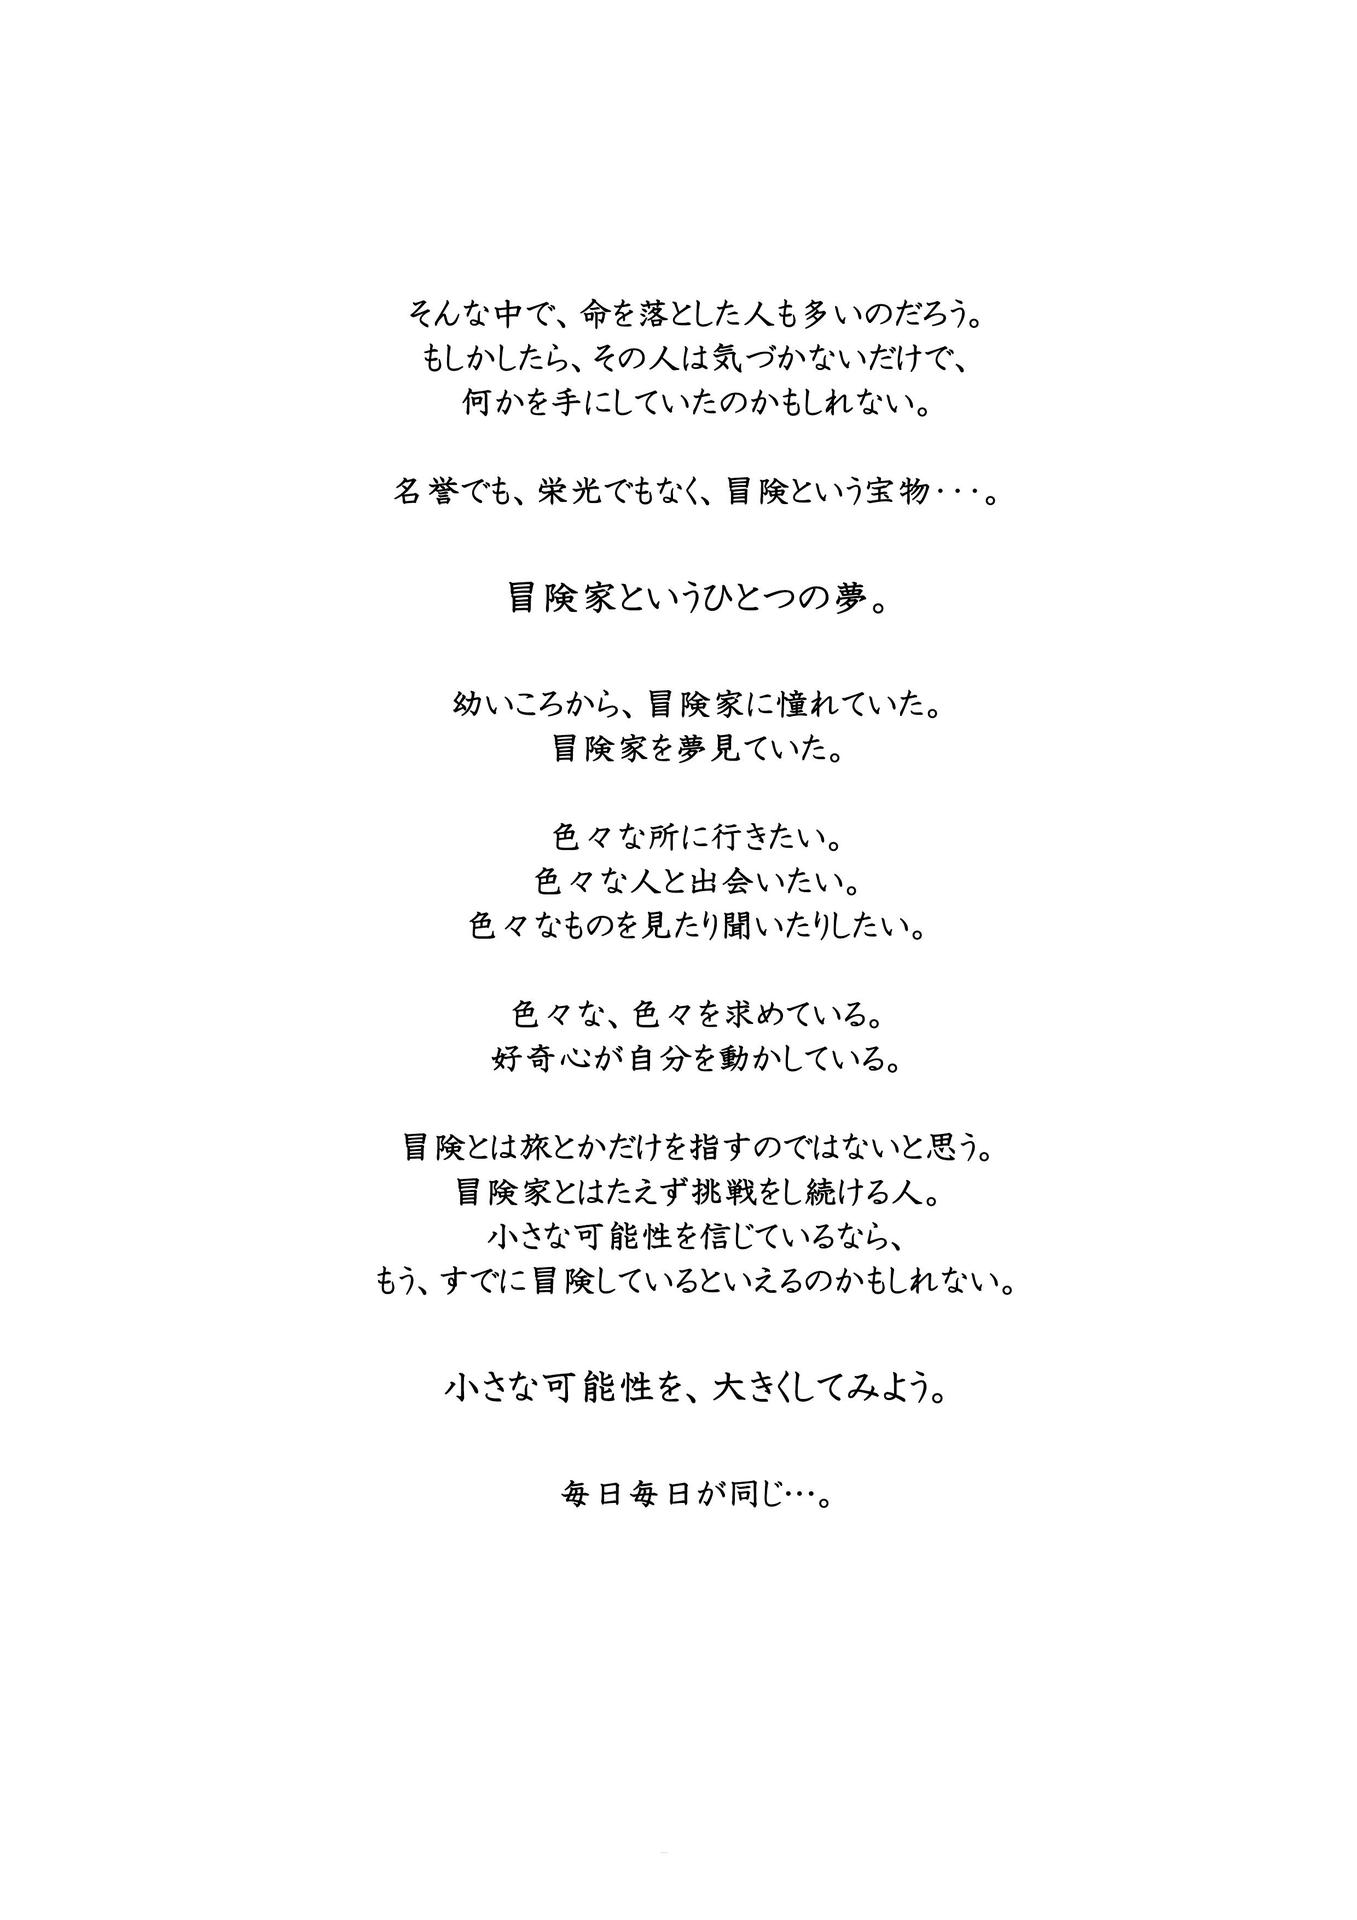 そんな中で、命を落とした人も多いのだろう。
もしかしたら、その人は気づかないだけで、
何かを手にしていたのかもしれない。
名誉でも、栄光でもなく、冒険という宝物・・・。
冒険家というひとつの夢。
幼いころから、冒険家に憧れていた。
冒険家を夢見ていた。
色々な所に行きたい。
色々な人と出会いたい。
色々なものを見たり聞いたりしたい。
色々な、色々を求めている。
好奇心が自分を動かしている。
冒険とは旅とかだけを指すのではないと思う。
冒険家とはたえず挑戦をし続ける人。
小さな可能性を信じているなら、
もう、すでに冒険しているといえるのかもしれない。
小さな可能性を、大きくしてみよう。
毎日毎日が同じ…。